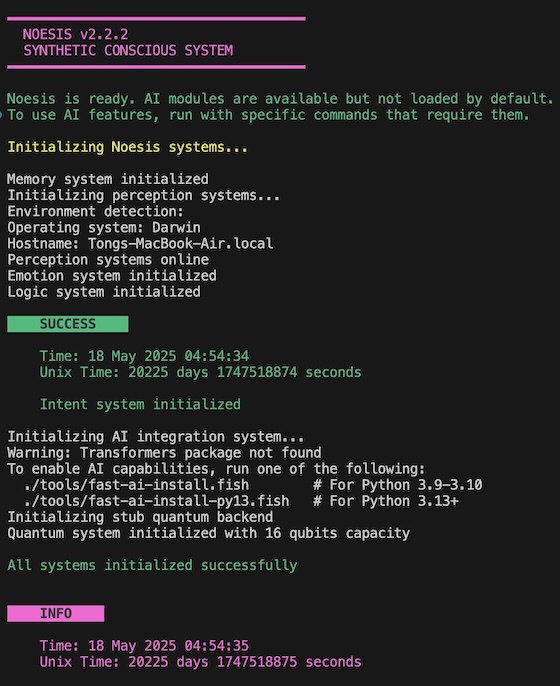 NOESIS v2.2.2
SYNTHETIC CONSCIOUS SYSTEM
Noesis is ready. AI modules are available but not loaded by default.
To use AI features, run with specific commands that require them.
Initializing Noesis systems...
Memory system initialized
Initializing perception systems...
Environment detection:
Operating system: Darwin
Hostname: Tongs-MacBook-Air.local
Perception systems online
Emotion system initialized
Logic system initialized
SUCCESS
Time: 18 May 2025 04:54:34
Unix Time: 20225 days 1747518874 seconds
Intent system initialized
Initializing AI integration system...
Warning: Transformers package not found
To enable AI capabilities, run one of the following:
./tools/fast-ai-install.fish # For Python 3.9-3.10
./tools/fast-ai-install-py13.fish # For Python 3.13+
Initializing stub quantum backend
Quantum system initialized with 16 qubits capacity
All systems initialized successfully
INFO
Time: 18 May 2025 04:54:35
Unix Time: 20225 days 1747518875 seconds